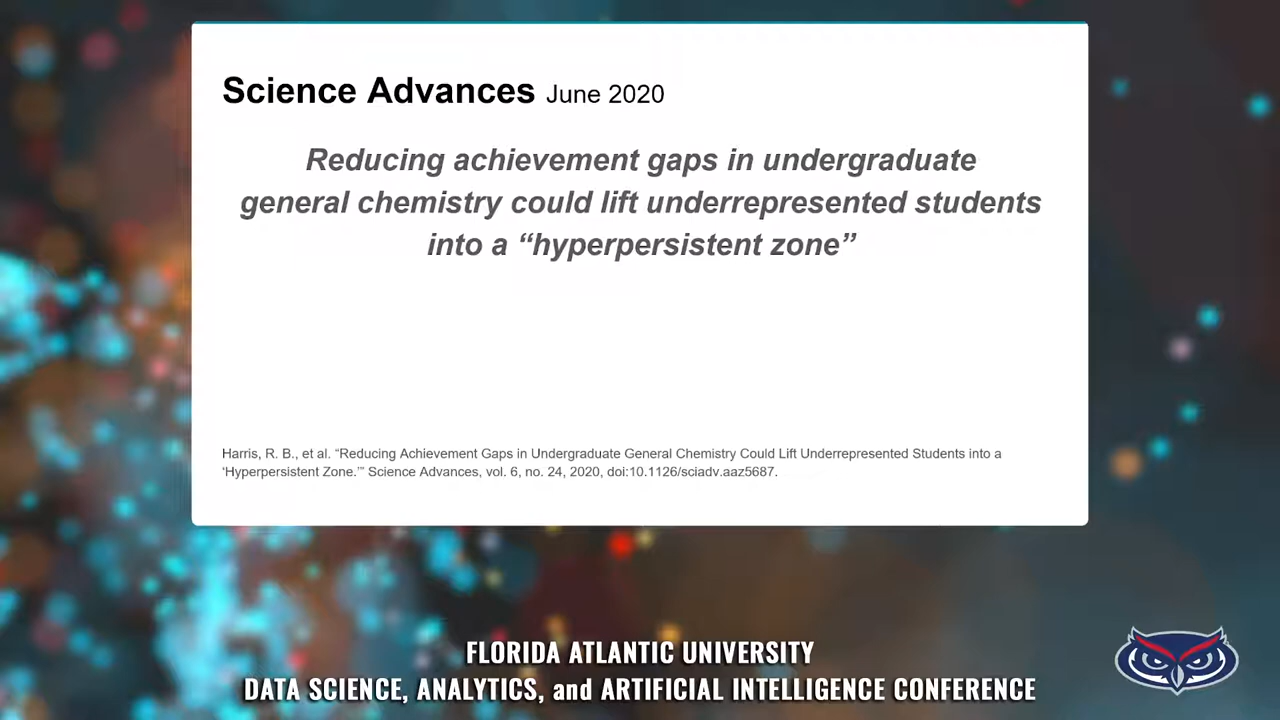 Science Advances June 2020
Reducing achievement gaps in undergraduate
general chemistry could lift underrepresented students
into a “hyperpersistent zone”
Harris, R. B., et al. “Reducing Achievement Gaps in Undergraduate General Chemistry Could Lift Underrepresented Students into a
‘Hyperpersistent Zone.’” Science Advances, vol. 6, no. 24, 2020, doi:10.1126/sciadv.aaz5687.
FLORIDA ATLANTIC UNIVERSITY
DATA SCIENCE, ANALYTICS, and ARTIFICIAL INTELLIGENCE CONFERENCE